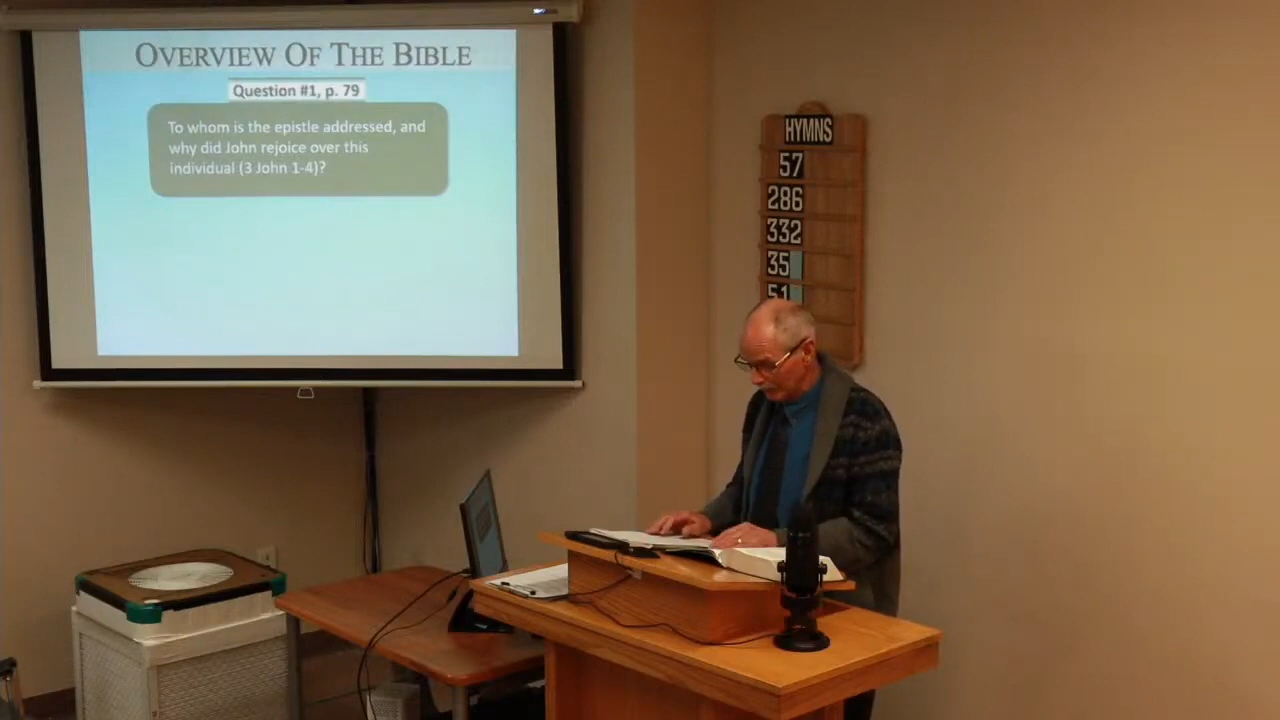 OVERVIEW OF THE BIBLE
Question #1, p. 79
To whom is the epistle addressed, and
why did John rejoice over this
individual (3 John 1-4)?
HYMNS
57
286
332
35
51